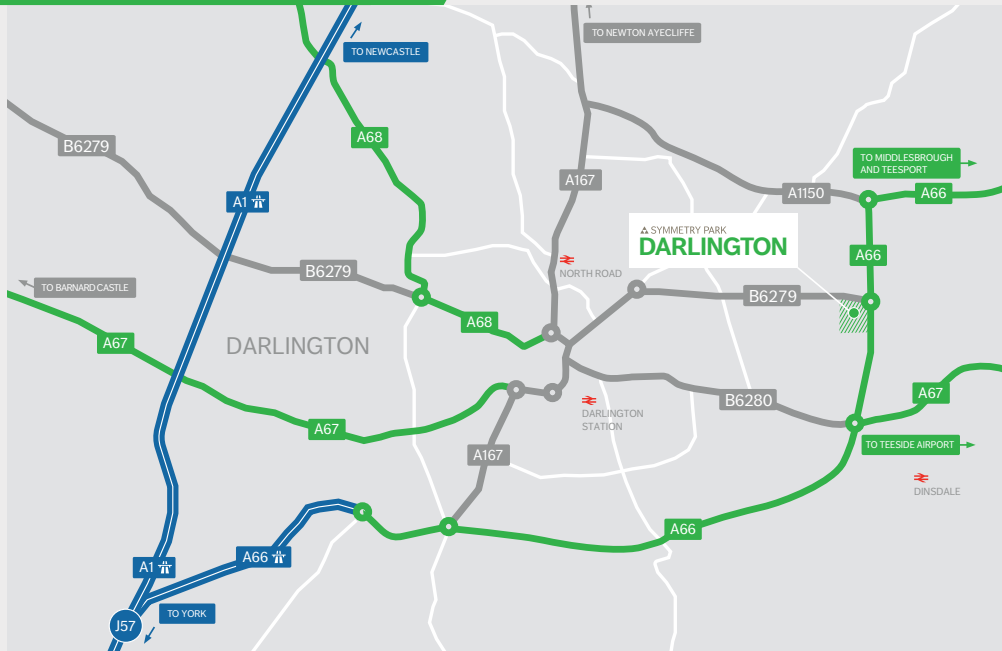 TO NEWTON AYECLIFFE
TO NEWCASTLE
A68
B6279
TO MIDDLESBROUGH
AND TEESPORT
A167
A1150
A66
A1
SYMMETRY PARK
DARLINGTON
A66
NORTH ROAD
B6279
TO BARNARD CASTLE
B6279
A68
A67
DARLINGTON
A67
B6280
DARLINGTON
STATION
A67
A167
TO TEESIDE AIRPORT
DINSDALE
A66
A66
A1
TO YORK
J57